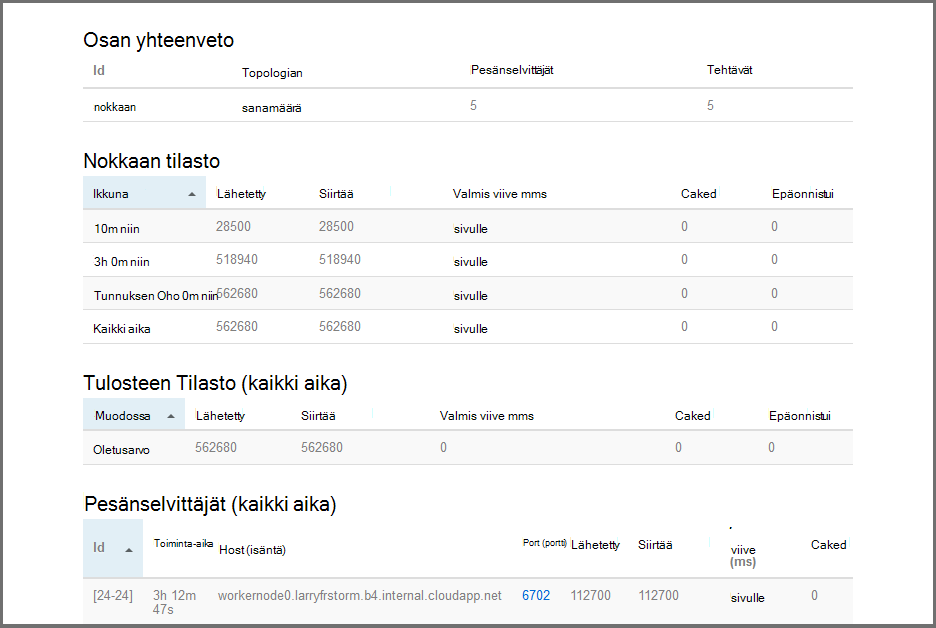 Osan yhteenveto
Id Topologian Pesänselvittäjät Tehtävät
nokkaan sanamäärä 5 5
Nokkaan tilasto
Ikkuna Lähetetty Siirtää Valmis viive mms Caked Epäonnistui
10m niin 28500 28500 sivulle 0 0
3h 0m niin 518940 518940 sivulle 0 0
Tunnuksen Oho 0m niin 562680 562680 sivulle 0 0
Kaikki aika 562680 562680 sivulle 0 0
Tulosteen Tilasto (kaikki aika)
Muodossa Lähetetty Siirtää Valmis viive mms Caked Epäonnistui
Oletusarvo 562680 562680 0 0 0
Pesänselvittäjät (kaikki aika)
Id Toiminta-aika Host (isäntä) Port (portti) Lähetetty Siirtää viive Caked
(ms)
[24-24] 3h 12m workernode0.larryfrstorm.b4.internal.cloudapp.net 6702 112700 112700 sivulle 0
47s